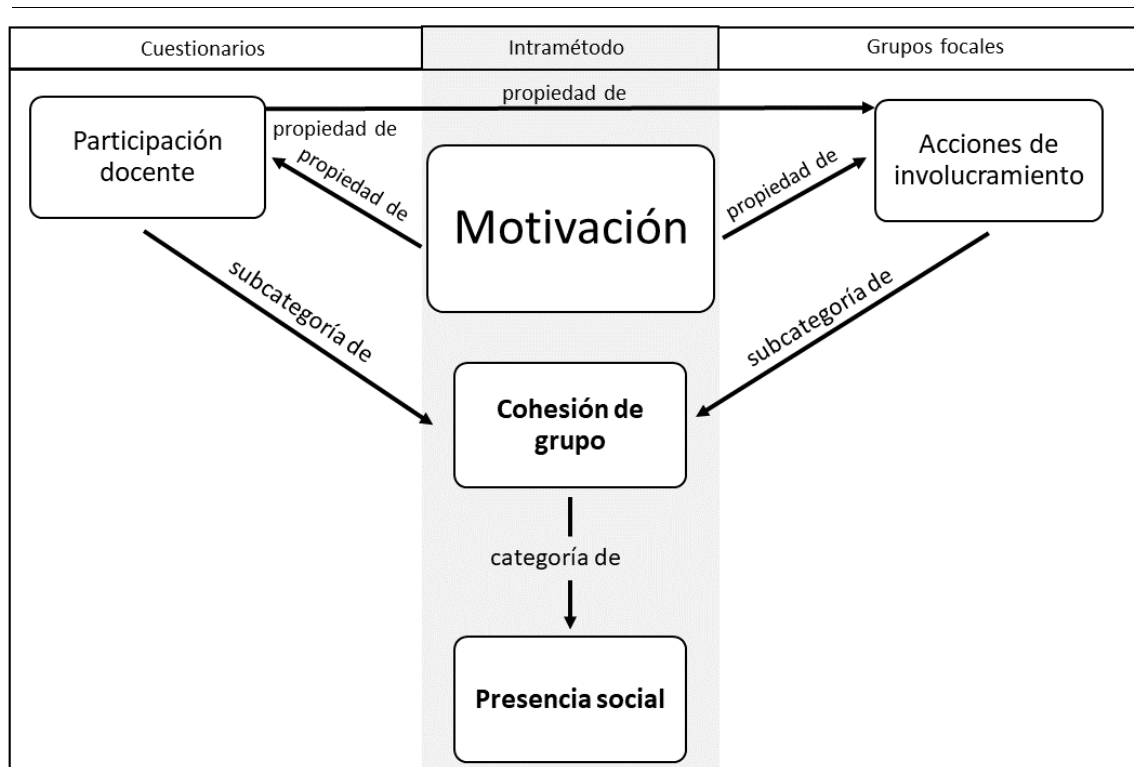 Cuestionarios
Intramétodo
Grupos focales
propiedad de
Participación
docente
propiedad de
propiedad de
Motivación
propiedad de
Acciones de
involucramiento
subcategoría de
subcategoría de
Cohesión de
grupo
categoría de
Presencia social